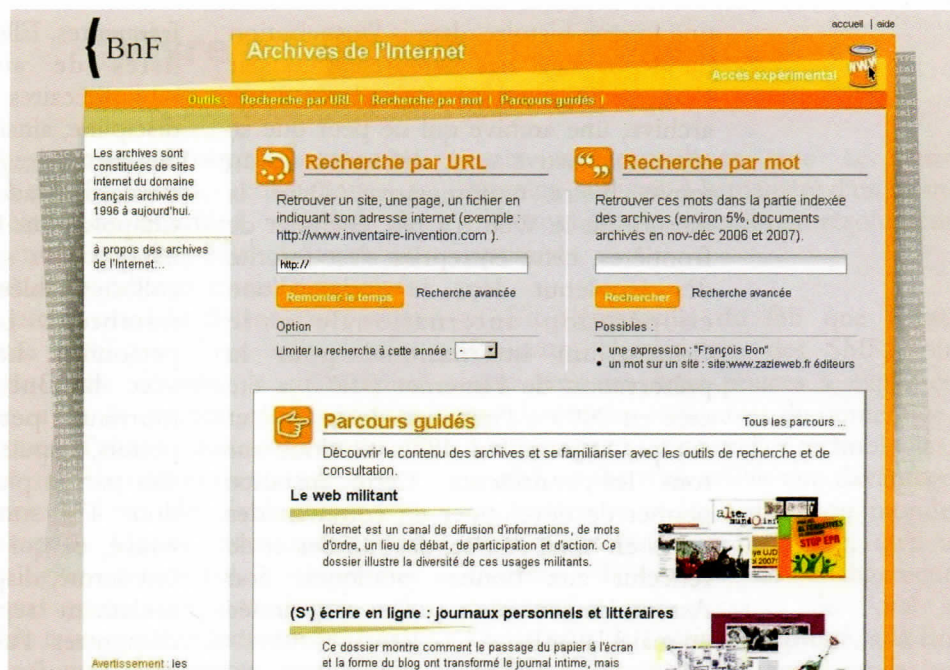 accueil | aide
BnF
Archives de l'Internet
Accès expérimental
WWW
Outils : Recherche par URL | Recherche par mot | Parcours guidés |
Les archives sont
constituées de sites
internet du domaine
français archivés de
1996 à aujourd'hui.
à propos des archives
de l'Internet...
Recherche par URL
Retrouver un site, une page, un fichier en
indiquant son adresse internet (exemple :
http://www.inventaire-invention.com ).
http://
Remonter le temps Recherche avancée
Option
Limiter la recherche à cette année : -
Recherche par mot
Retrouver ces mots dans la partie indexée
des archives (environ 5%, documents
archivés en nov-déc 2006 et 2007).
Rechercher Recherche avancée
Possibles :
• une expression : "François Bon"
• un mot sur un site : site:www.zazieweb.fr éditeurs
Parcours guidés
Tous les parcours ...
Découvrir le contenu des archives et se familiariser avec les outils de recherche et de
consultation.
Le web militant
Internet est un canal de diffusion d'informations, de mots
d'ordre, un lieu de débat, de participation et d'action. Ce
dossier illustre la diversité de ces usages militants.
STOP EPR
(S') écrire en ligne : journaux personnels et littéraires
Ce dossier montre comment le passage du papier à l'écran
et la forme du blog ont transformé le journal intime, mais
Avertissement : les